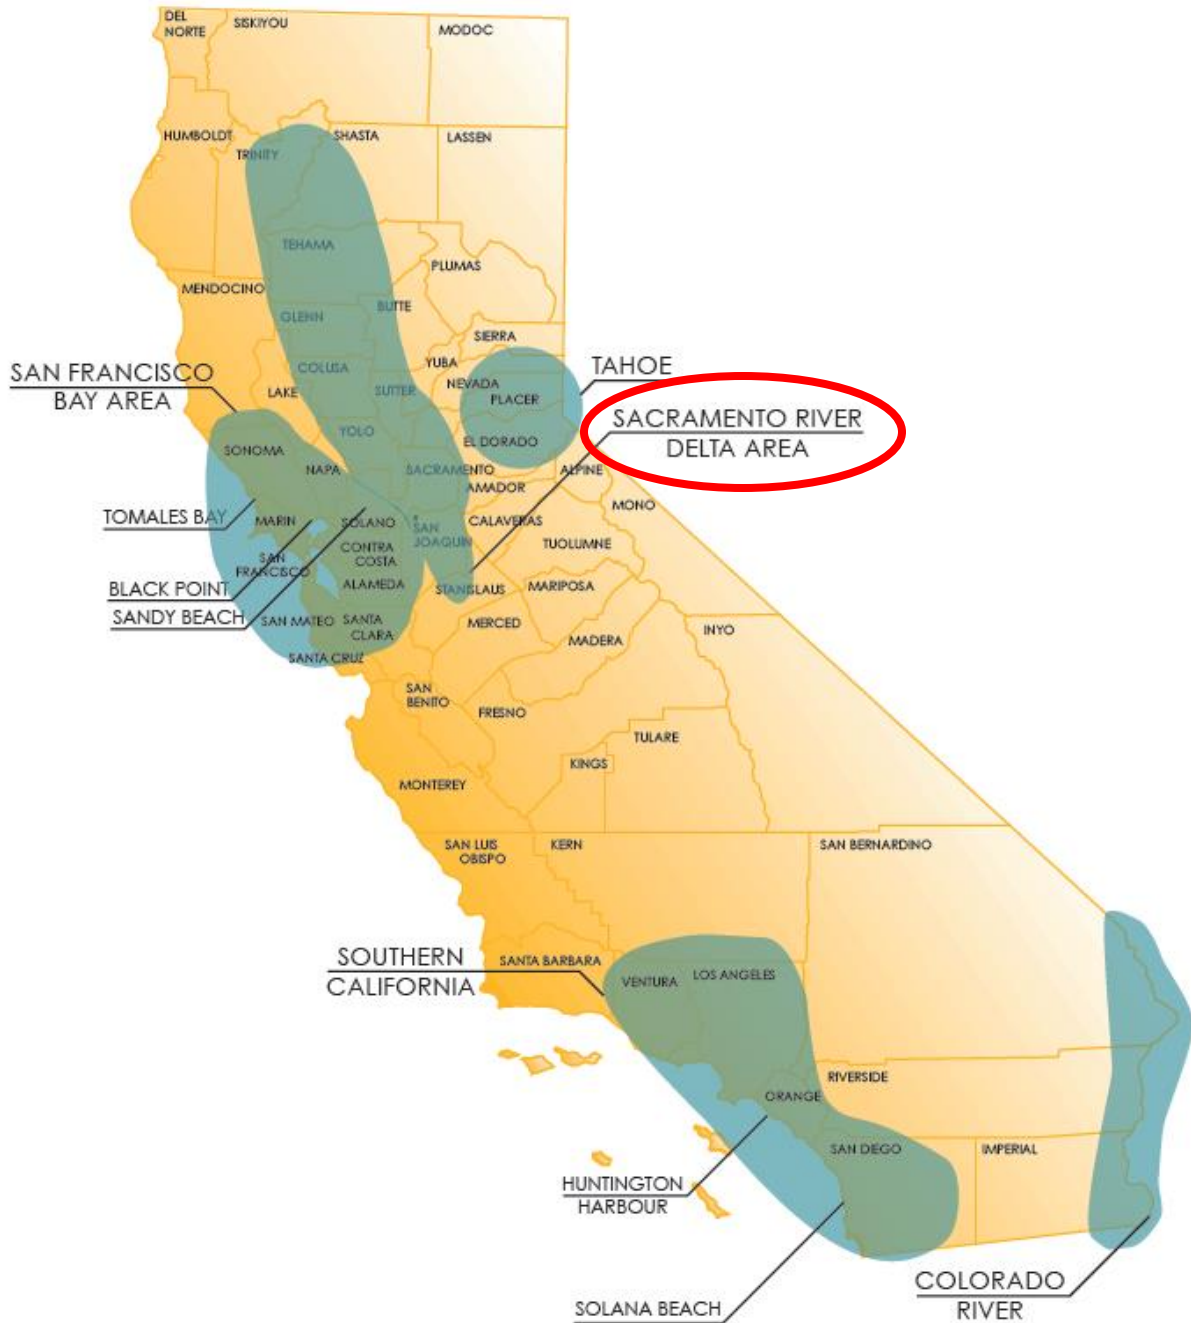 DEL
NORTE
SISKIYOU
MODOC
HUMBOLDT
TRINITY
SHASTA
LASSEN
TEHAMA
PLUMAS
MENDOCINO
GLENN
BUTTE
SIERRA
SAN FRANCISCO
BAY AREA
COLUSA
LAKE
SUTTER
YUBA
NEVADA
PLACER
TAHOE
SACRAMENTO RIVER
DELTA AREA
YOLO
EL DORADO
SONOMA
NAPA
SACRAMENTO
ALPINE
AMADOR
MONO
TOMALES BAY
MARIN
SOLANO
SAN
JOAQUIN
CALAVERAS
TUOLUMNE
CONTRA
COSTA
SAN
FRANCISCO
BLACK POINT
ALAMEDA
STANISLAUS
MARIPOSA
SANDY BEACH
SAN MATEO
SANTA
CLARA
MERCED
MADERA
INYO
SANTA CRUZ
SAN
BENITO
FRESNO
TULARE
KINGS
MONTEREY
SAN LUIS
OBISPO
KERN
SAN BERNARDINO
SOUTHERN
CALIFORNIA
SANTA BARBARA
VENTURA
LOS ANGELES
RIVERSIDE
ORANGE
SAN DIEGO
IMPERIAL
HUNTINGTON
HARBOUR
COLORADO
RIVER
SOLANA BEACH